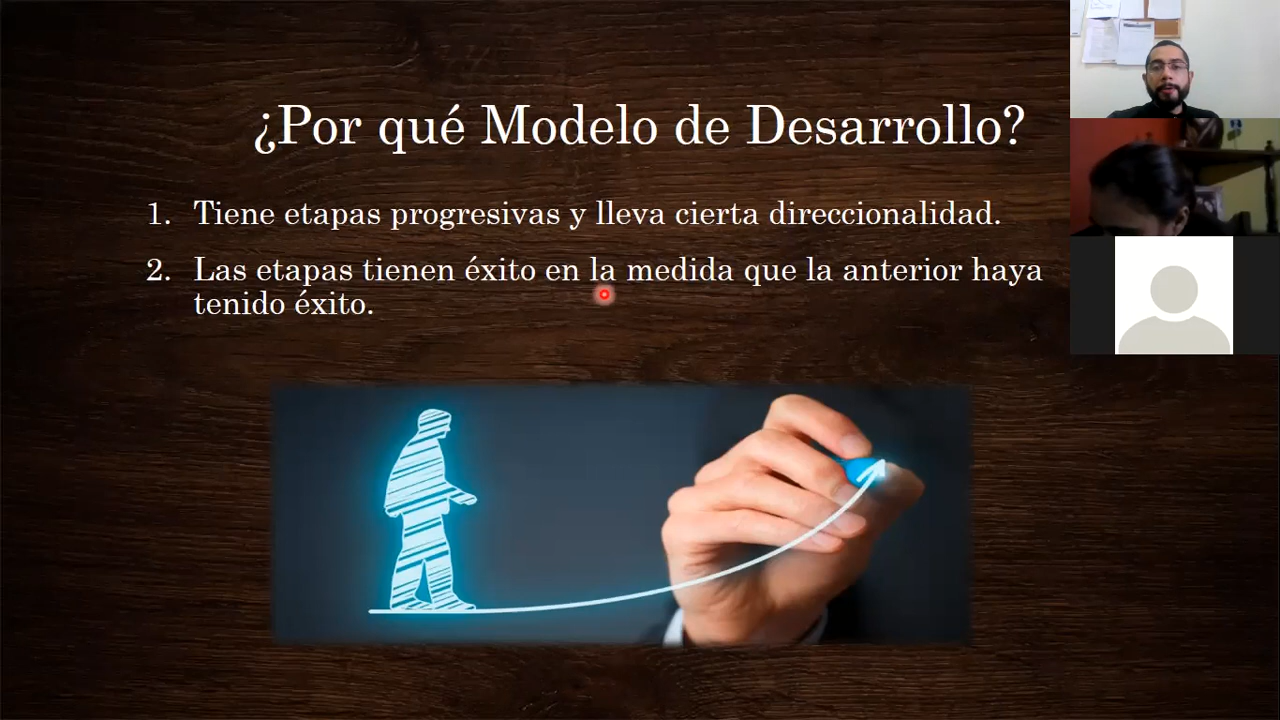 ¿Por qué Modelo de Desarrollo?
1. Tiene etapas progresivas y lleva cierta direccionalidad.
2. Las etapas tienen éxito en la medida que la anterior haya
tenido éxito.